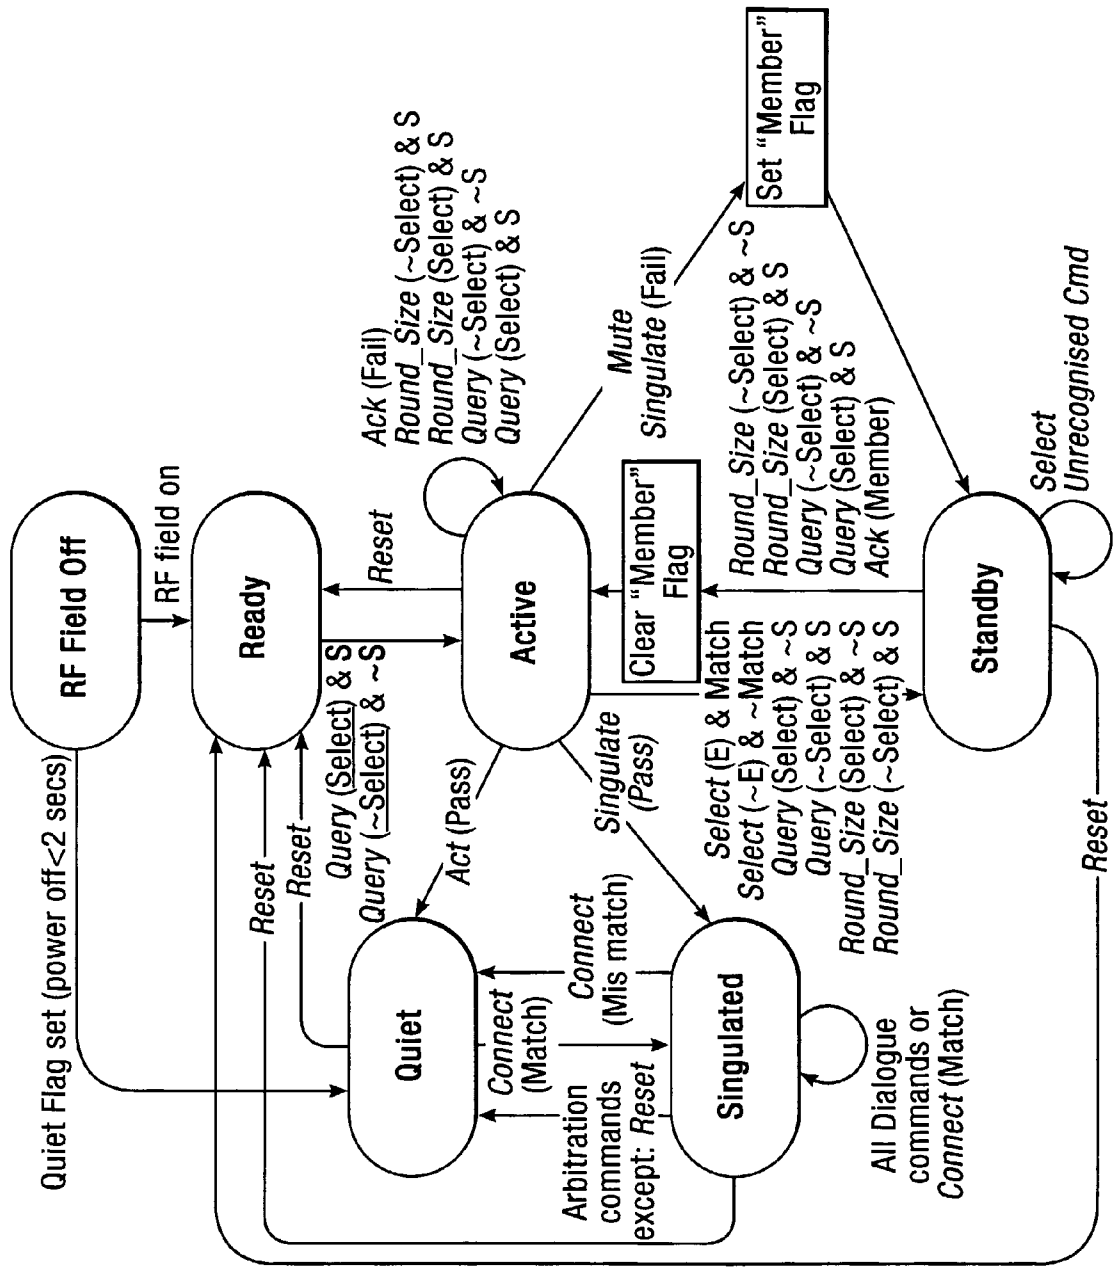 RF Field Off
Quiet Flag set (power off<2 secs)
RF field on
Ready
Reset
Reset
Reset
Query (Select) & S
Query (~Select) & ~S
Ack (Fail)
Round_Size (~Select) & S
Round_Size (Select) & S
Query (~Select) & ~S
Query (Select) & S
Active
Act (Pass)
Singulate
(Pass)
Mute
Singulate (Fail)
Set "Member"
Flag
Clear "Member"
Flag
Quiet
Connect
(Match)
Connect
(Mis match)
Arbitration
commands
except: Reset
Singulated
All Dialogue
commands or
Connect (Match)
Select (E) & Match
Select (~E) & ~Match
Query (Select) & ~S
Query (~Select) & S
Round_Size (Select) & ~S
Round_Size (~Select) & S
Round_Size (~Select) & ~S
Round_Size (Select) & S
Query (~Select) & ~S
Query (Select) & S
Ack (Member)
Standby
Select
Unrecognised Cmd
Reset